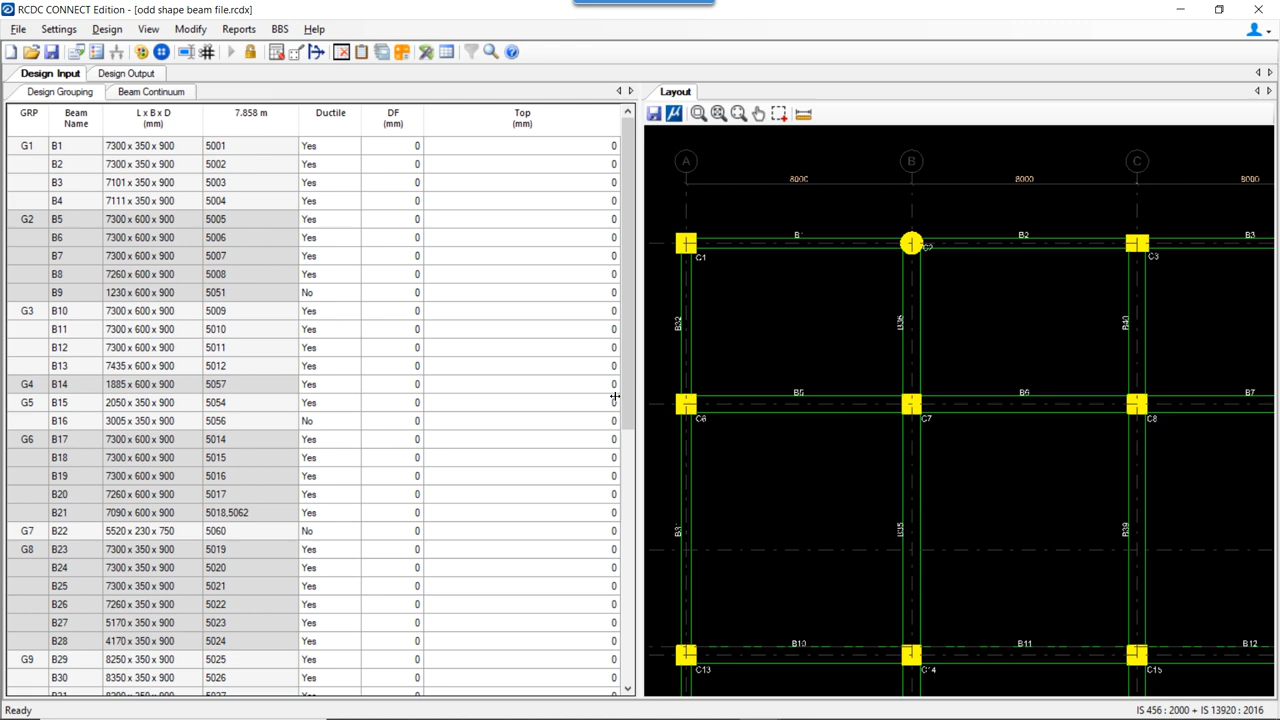 RCDC CONNECT Edition - [odd shape beam file.rcdx]
File Settings Design View Modify Reports BBS Help
Design Input Design Output
Design Grouping Beam Continuum
GRP Beam Name L x B x D (mm) 7.858 m Ductile DF (mm) Top (mm)
G1 B1 7300 x 350 x 900 5001 Yes 0 0
B2 7300 x 350 x 900 5002 Yes 0 0
B3 7101 x 350 x 900 5003 Yes 0 0
B4 7111 x 350 x 900 5004 Yes 0 0
G2 B5 7300 x 600 x 900 5005 Yes 0 0
B6 7300 x 600 x 900 5006 Yes 0 0
B7 7300 x 600 x 900 5007 Yes 0 0
B8 7260 x 600 x 900 5008 Yes 0 0
B9 1230 x 600 x 900 5051 No 0 0
G3 B10 7300 x 600 x 900 5009 Yes 0 0
B11 7300 x 600 x 900 5010 Yes 0 0
B12 7300 x 600 x 900 5011 Yes 0 0
B13 7435 x 600 x 900 5012 Yes 0 0
G4 B14 1885 x 600 x 900 5057 Yes 0 0
G5 B15 2050 x 350 x 900 5054 Yes 0 0
B16 3005 x 350 x 900 5056 No 0 0
G6 B17 7300 x 600 x 900 5014 Yes 0 0
B18 7300 x 600 x 900 5015 Yes 0 0
B19 7300 x 600 x 900 5016 Yes 0 0
B20 7260 x 600 x 900 5017 Yes 0 0
B21 7090 x 600 x 900 5018,5062 Yes 0 0
G7 B22 5520 x 230 x 750 5060 No 0 0
G8 B23 7300 x 350 x 900 5019 Yes 0 0
B24 7300 x 350 x 900 5020 Yes 0 0
B25 7300 x 350 x 900 5021 Yes 0 0
B26 7260 x 350 x 900 5022 Yes 0 0
B27 5170 x 350 x 900 5023 Yes 0 0
B28 4170 x 350 x 900 5024 Yes 0 0
G9 B29 8250 x 350 x 900 5025 Yes 0 0
B30 8350 x 350 x 900 5026 Yes 0 0
Layout
A B C
8000 8000 8000
B1 B2 B3
C1 C2 C3
B32 B36 B40
B5 B6 B7
C6 C7 C8
B31 B35 B39
B10 B11 B12
C13 C14 C15
Ready
IS 456 : 2000 + IS 13920 : 2016